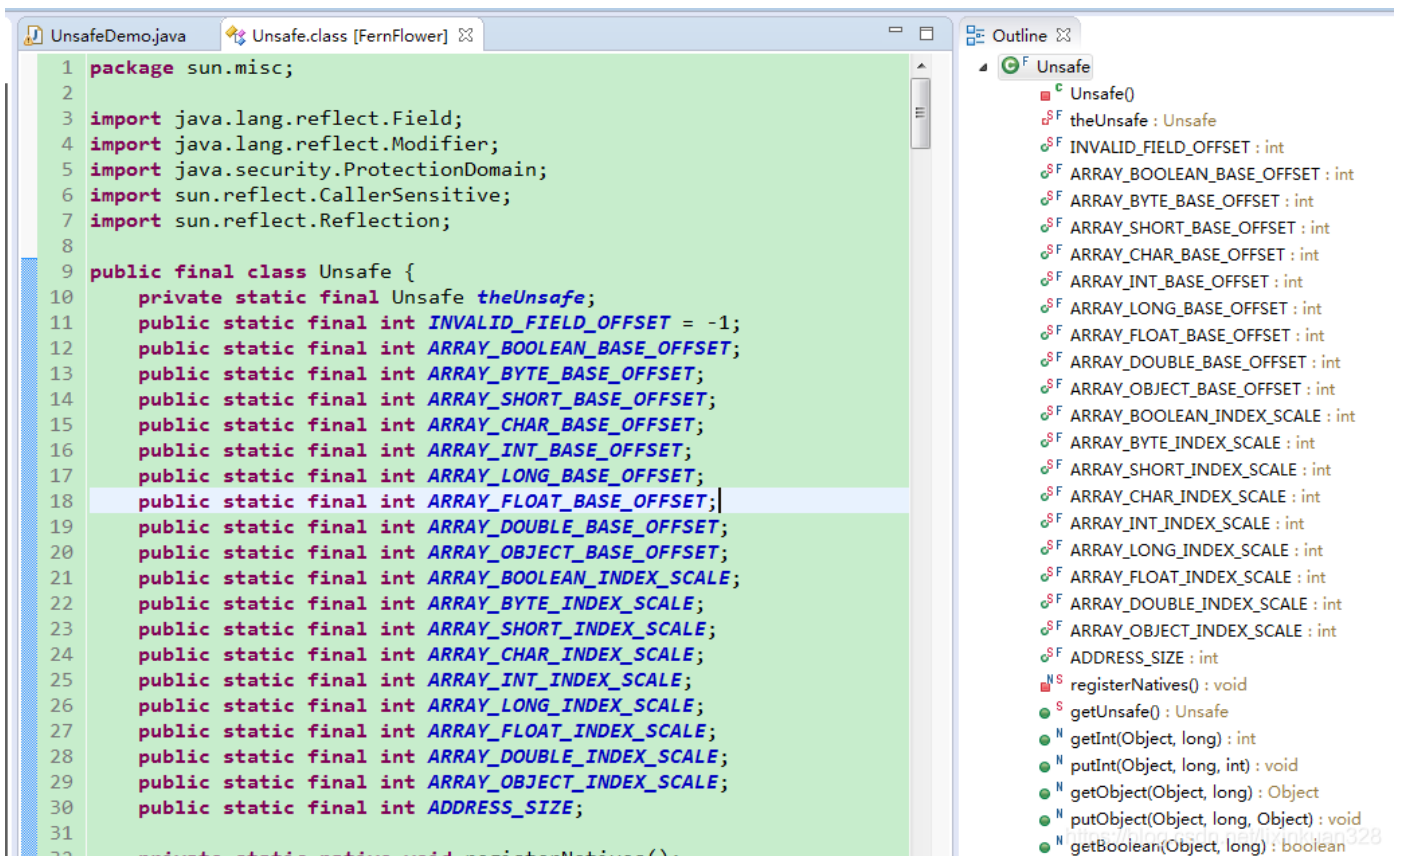 UnsafeDemo.java
Unsafe.class [FernFlower]
1 package sun.misc;
2
3 import java.lang.reflect.Field;
4 import java.lang.reflect.Modifier;
5 import java.security.ProtectionDomain;
6 import sun.reflect.CallerSensitive;
7 import sun.reflect.Reflection;
8
9 public final class Unsafe {
10 private static final Unsafe theUnsafe;
11 public static final int INVALID_FIELD_OFFSET = -1;
12 public static final int ARRAY_BOOLEAN_BASE_OFFSET;
13 public static final int ARRAY_BYTE_BASE_OFFSET;
14 public static final int ARRAY_SHORT_BASE_OFFSET;
15 public static final int ARRAY_CHAR_BASE_OFFSET;
16 public static final int ARRAY_INT_BASE_OFFSET;
17 public static final int ARRAY_LONG_BASE_OFFSET;
18 public static final int ARRAY_FLOAT_BASE_OFFSET;
19 public static final int ARRAY_DOUBLE_BASE_OFFSET;
20 public static final int ARRAY_OBJECT_BASE_OFFSET;
21 public static final int ARRAY_BOOLEAN_INDEX_SCALE;
22 public static final int ARRAY_BYTE_INDEX_SCALE;
23 public static final int ARRAY_SHORT_INDEX_SCALE;
24 public static final int ARRAY_CHAR_INDEX_SCALE;
25 public static final int ARRAY_INT_INDEX_SCALE;
26 public static final int ARRAY_LONG_INDEX_SCALE;
27 public static final int ARRAY_FLOAT_INDEX_SCALE;
28 public static final int ARRAY_DOUBLE_INDEX_SCALE;
29 public static final int ARRAY_OBJECT_INDEX_SCALE;
30 public static final int ADDRESS_SIZE;
31
32 private static native void registerNatives();
Outline
Unsafe
Unsafe()
theUnsafe : Unsafe
INVALID_FIELD_OFFSET : int
ARRAY_BOOLEAN_BASE_OFFSET : int
ARRAY_BYTE_BASE_OFFSET : int
ARRAY_SHORT_BASE_OFFSET : int
ARRAY_CHAR_BASE_OFFSET : int
ARRAY_INT_BASE_OFFSET : int
ARRAY_LONG_BASE_OFFSET : int
ARRAY_FLOAT_BASE_OFFSET : int
ARRAY_DOUBLE_BASE_OFFSET : int
ARRAY_OBJECT_BASE_OFFSET : int
ARRAY_BOOLEAN_INDEX_SCALE : int
ARRAY_BYTE_INDEX_SCALE : int
ARRAY_SHORT_INDEX_SCALE : int
ARRAY_CHAR_INDEX_SCALE : int
ARRAY_INT_INDEX_SCALE : int
ARRAY_LONG_INDEX_SCALE : int
ARRAY_FLOAT_INDEX_SCALE : int
ARRAY_DOUBLE_INDEX_SCALE : int
ARRAY_OBJECT_INDEX_SCALE : int
ADDRESS_SIZE : int
registerNatives() : void
getUnsafe() : Unsafe
getInt(Object, long) : int
putInt(Object, long, int) : void
getObject(Object, long) : Object
putObject(Object, long, Object) : void
getBoolean(Object, long) : boolean